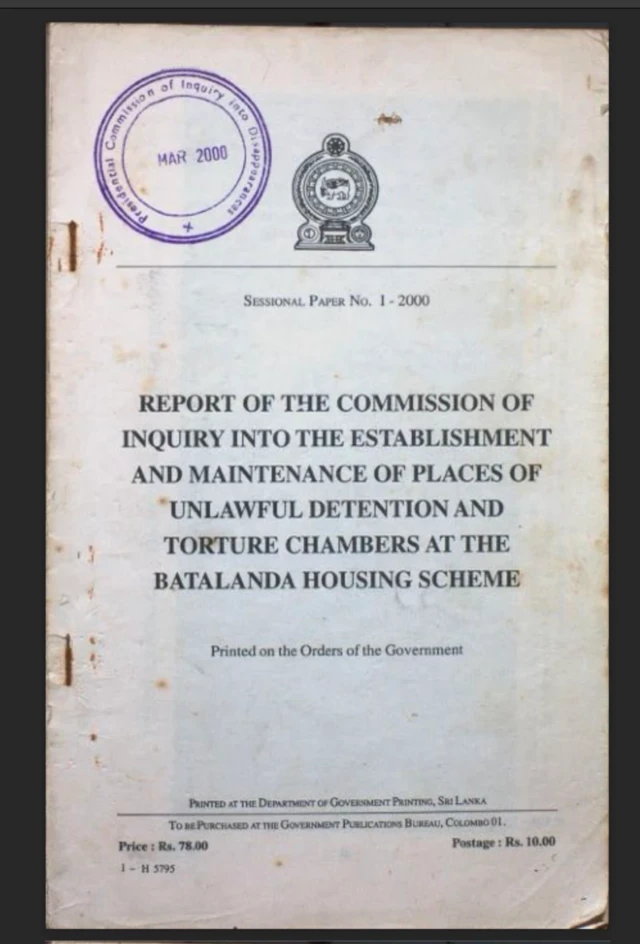 Presidential Commission of Inquiry into Disappearances
MAR 2000
SESSIONAL PAPER No. I - 2000
REPORT OF THE COMMISSION OF
INQUIRY INTO THE ESTABLISHMENT
AND MAINTENANCE OF PLACES OF
UNLAWFUL DETENTION AND
TORTURE CHAMBERS AT THE
BATALANDA HOUSING SCHEME
Printed on the Orders of the Government
PRINTED AT THE DEPARTMENT OF GOVERNMENT PRINTING, SRI LANKA
TO BE PURCHASED AT THE GOVERNMENT PUBLICATIONS BUREAU, COLOMBO 01.
Price : Rs. 78.00
Postage : Rs. 10.00
1 – H 5795